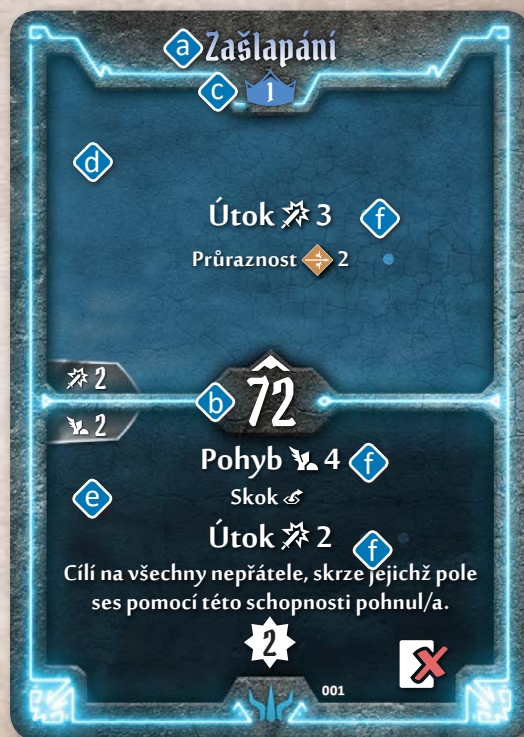 a Zašlapání
c 1
d
Útok 3 f
Průraznost 2
2
b 72
2
Pohyb 4 f
e
Skok
Útok 2 f
Cílí na všechny nepřátele, skrze jejichž pole
ses pomocí této schopnosti pohnul/a.
2
001